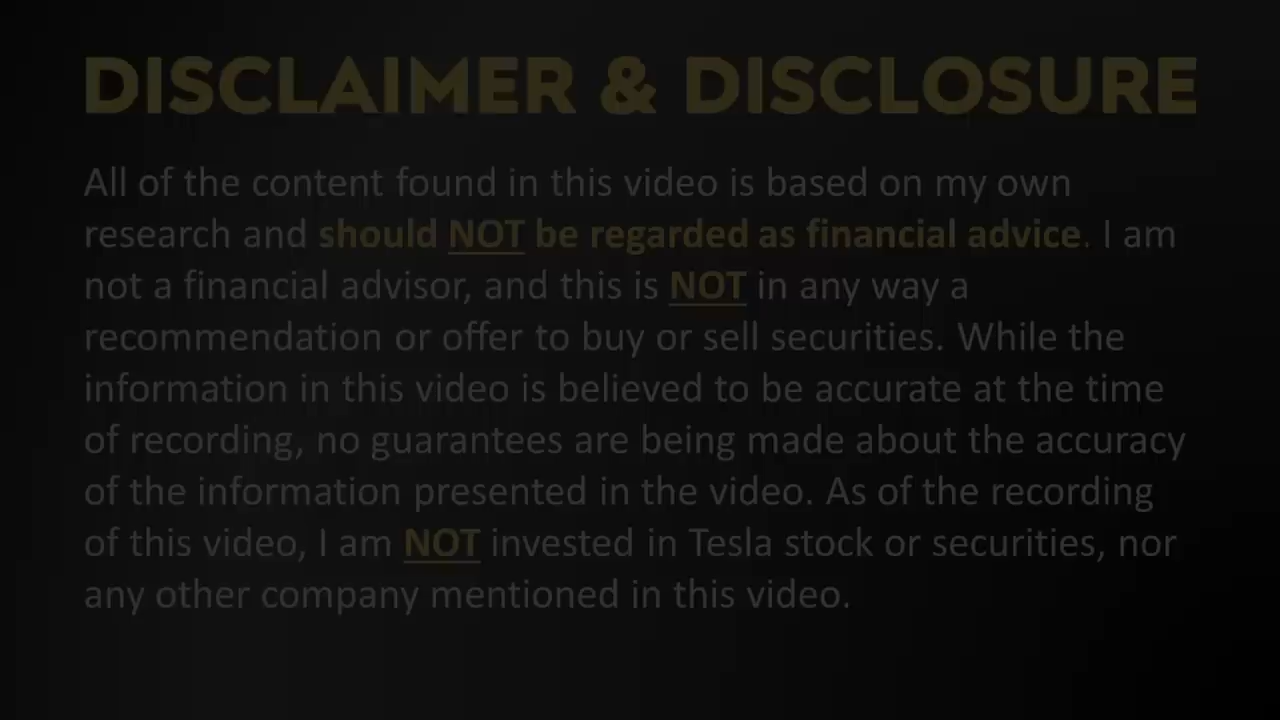 DISCLAIMER & DISCLOSURE
All of the content found in this video is based on my own
research and should NOT be regarded as financial advice. I am
not a financial advisor, and this is NOT in any way a
recommendation or offer to buy or sell securities. While the
information in this video is believed to be accurate at the time
of recording, no guarantees are being made about the accuracy
of the information presented in the video. As of the recording
of this video, I am NOT invested in Tesla stock or securities, nor
any other company mentioned in this video.